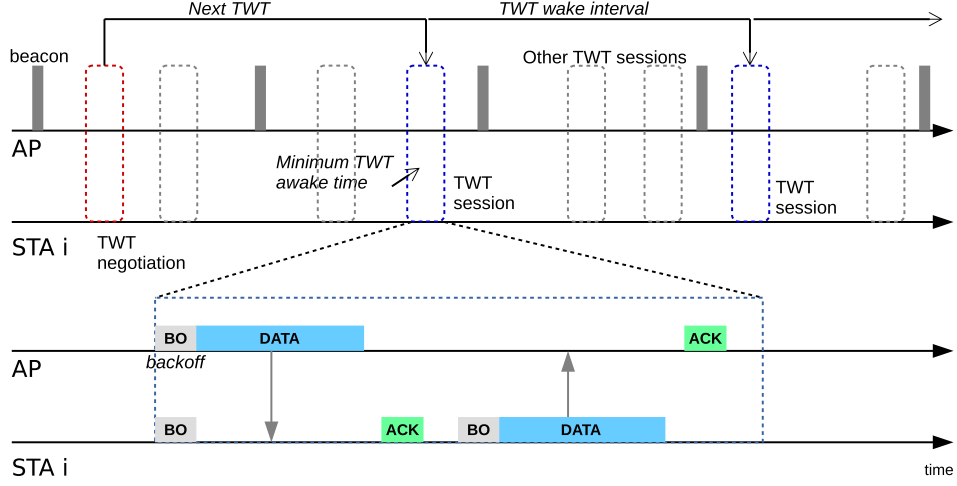 Next TWT
TWT wake interval
beacon
Other TWT sessions
AP
Minimum TWT
awake time
TWT
session
TWT
session
STA i
TWT
negotiation
BO
DATA
ACK
backoff
AP
BO
ACK
BO
DATA
STA i
time